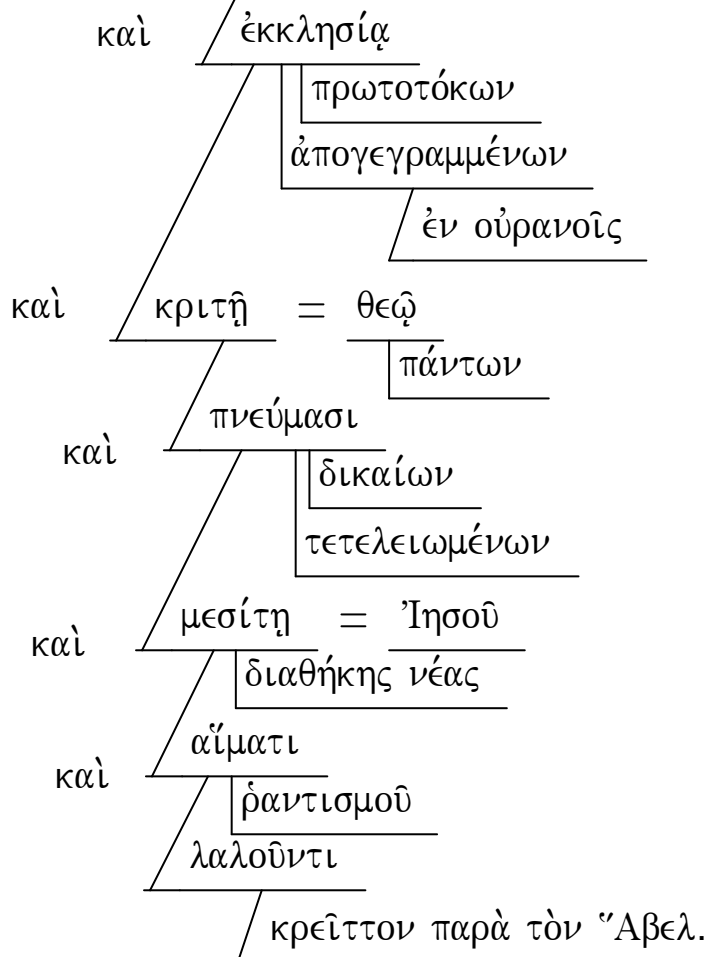 καὶ ἐκκλησίᾳ
πρωτοτόκων
ἀπογεγραμμένων
ἐν οὐρανοῖς
καὶ κριτῇ = θεῷ
πάντων
πνεύμασι
καὶ
δικαίων
τετελειωμένων
μεσίτῃ = Ἰησοῦ
καὶ
διαθήκης νέας
αἵματι
καὶ
ῥαντισμοῦ
λαλοῦντι
κρεῖττον παρὰ τὸν Ἅβελ.